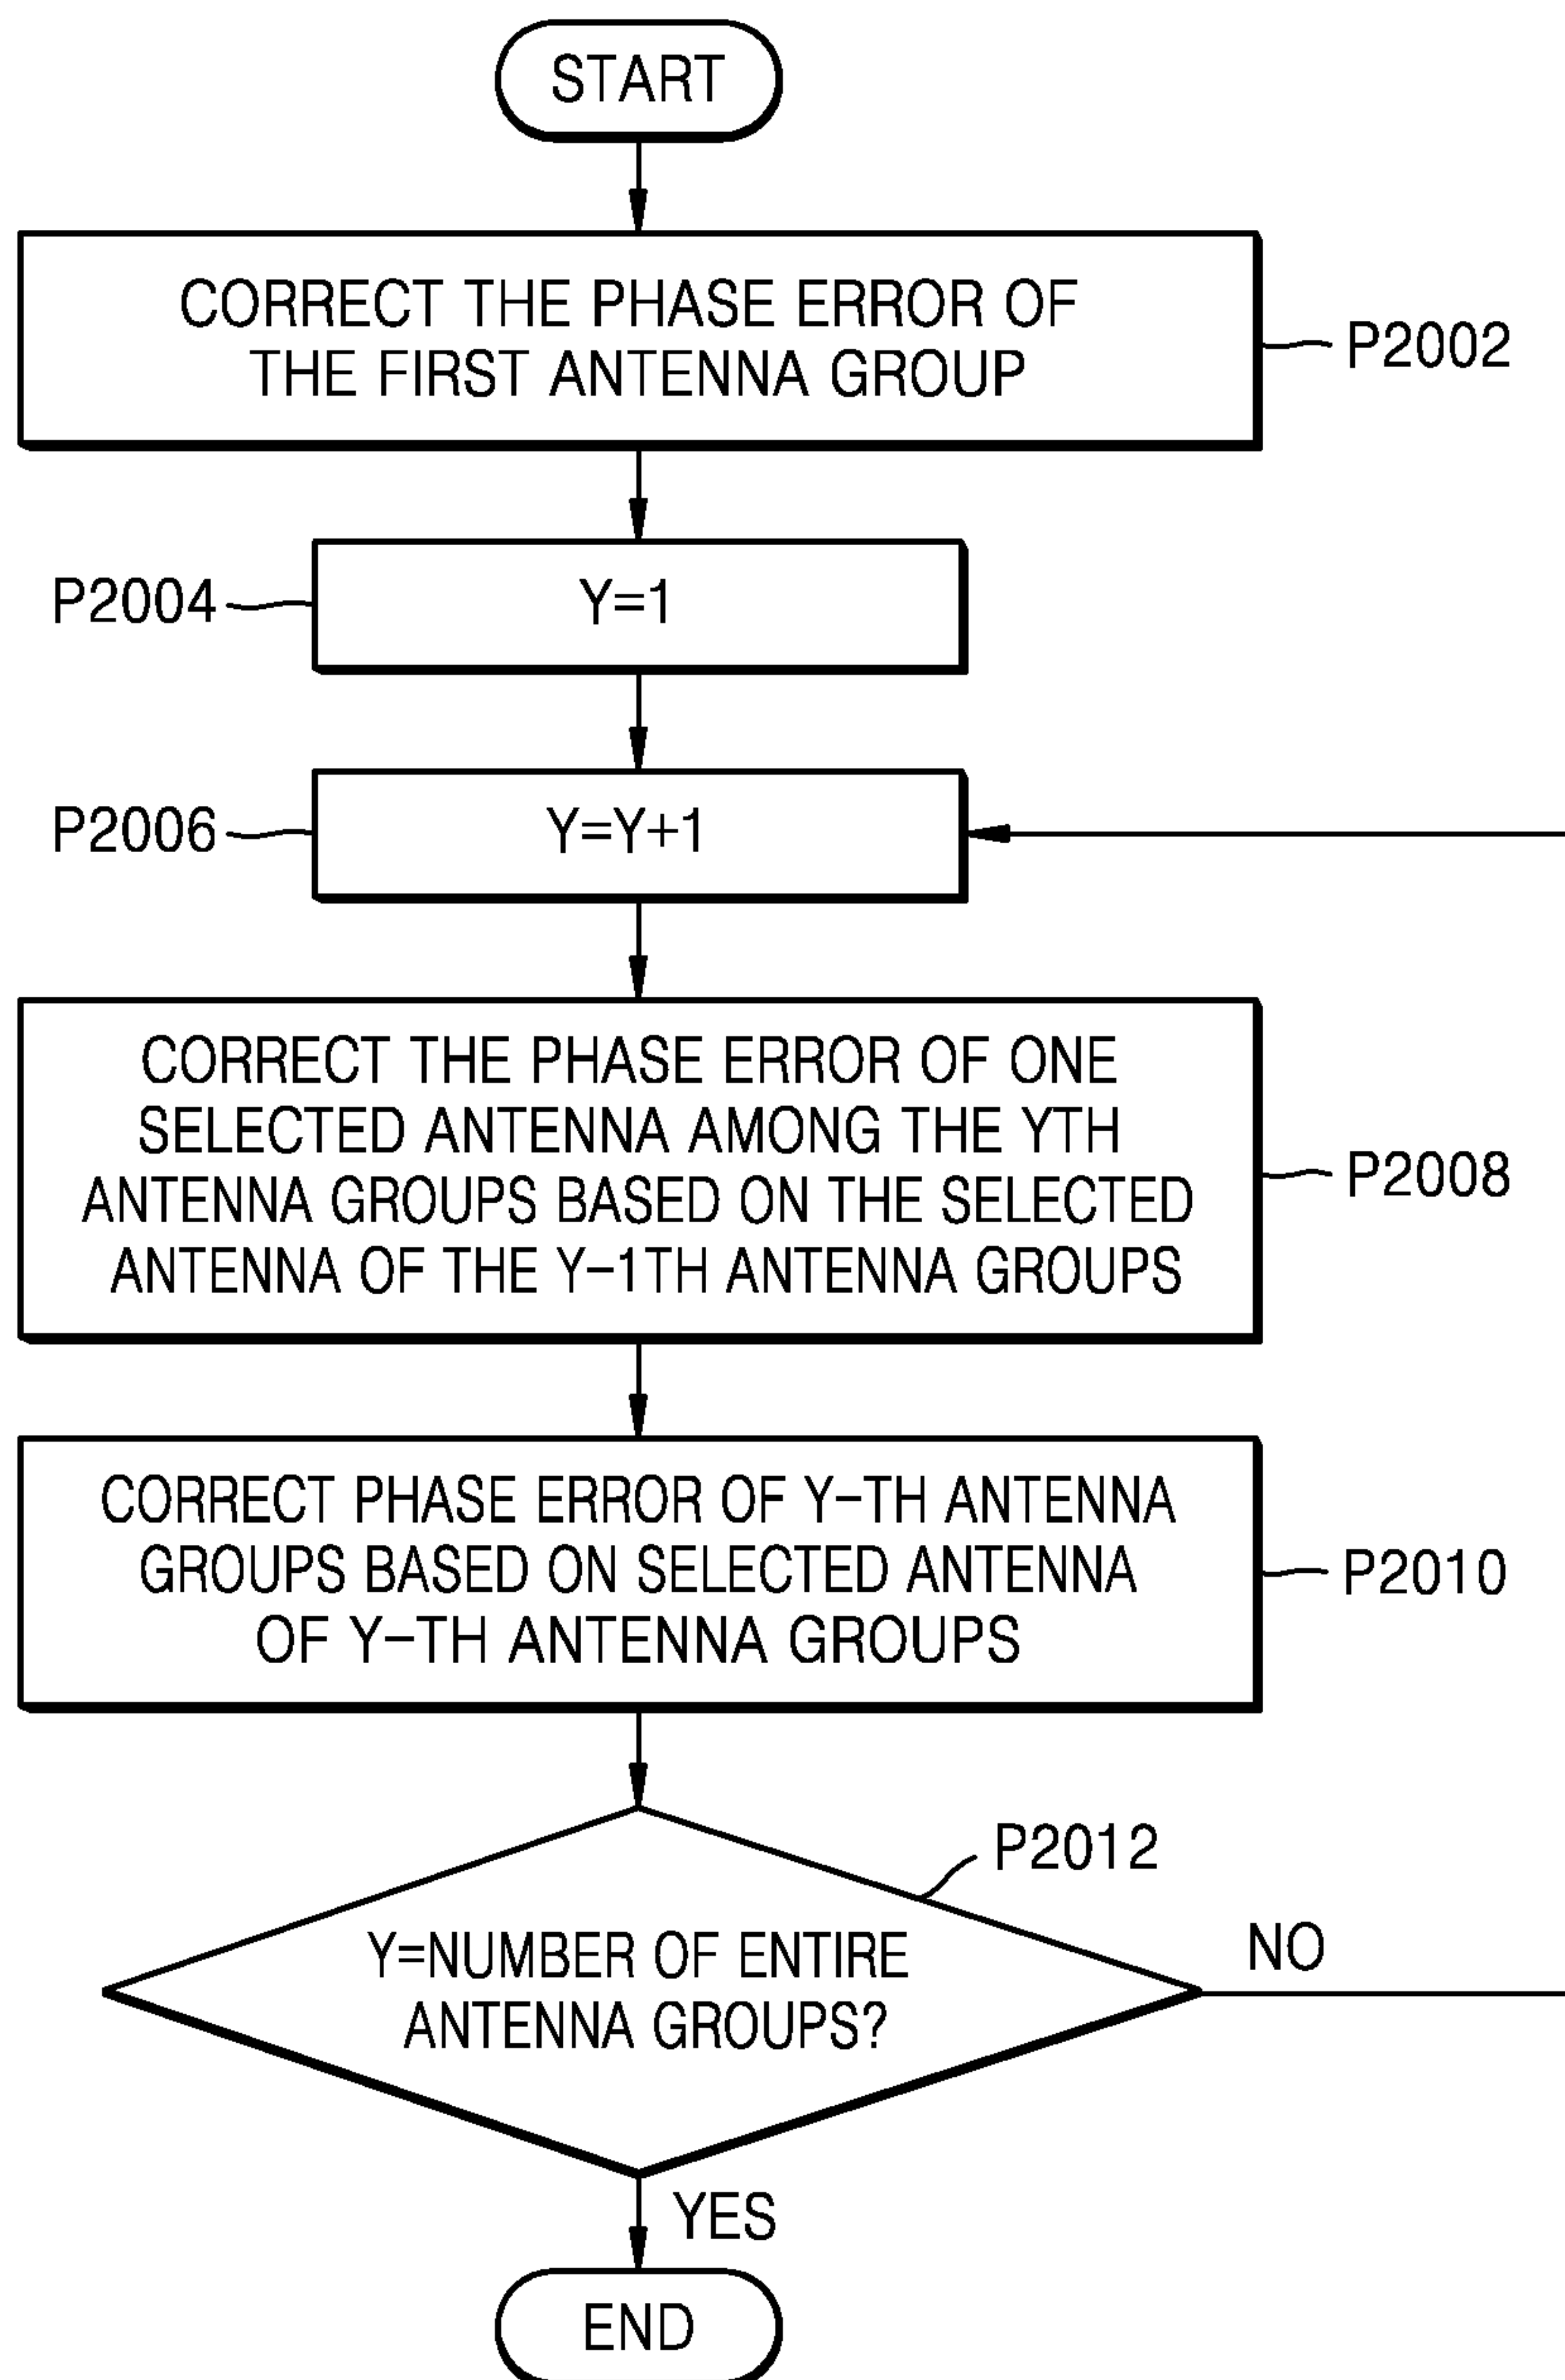 START
CORRECT THE PHASE ERROR OF
THE FIRST ANTENNA GROUP
P2002
P2004
Y=1
P2006
Y=Y+1
CORRECT THE PHASE ERROR OF ONE
SELECTED ANTENNA AMONG THE YTH
ANTENNA GROUPS BASED ON THE SELECTED
ANTENNA OF THE Y-1TH ANTENNA GROUPS
P2008
CORRECT PHASE ERROR OF Y-TH ANTENNA
GROUPS BASED ON SELECTED ANTENNA
OF Y-TH ANTENNA GROUPS
P2010
P2012
Y=NUMBER OF ENTIRE
ANTENNA GROUPS?
NO
YES
END